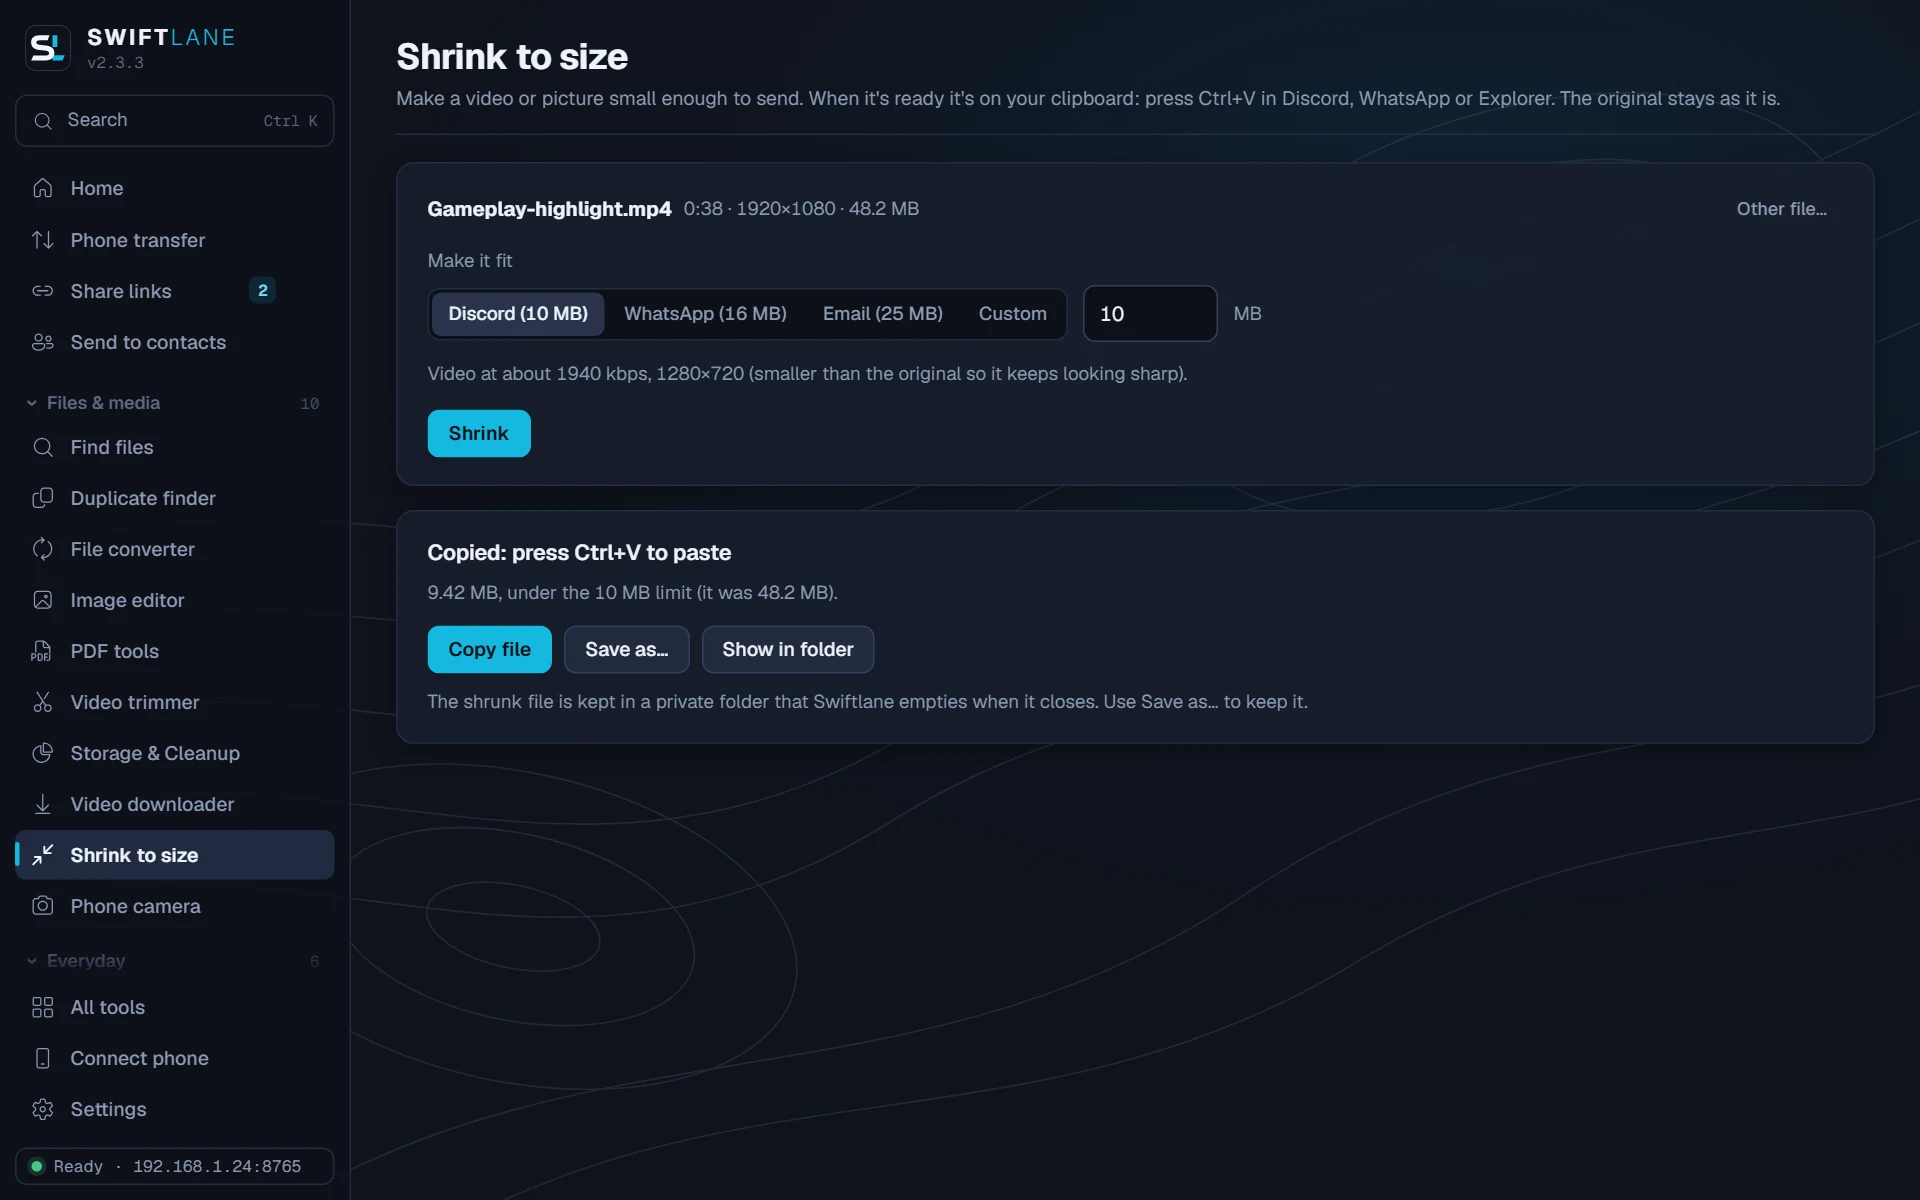 SWIFTLANE
v2.3.3
Search Ctrl K
Home
Phone transfer
Share links 2
Send to contacts
Files & media 10
Find files
Duplicate finder
File converter
Image editor
PDF tools
Video trimmer
Storage & Cleanup
Video downloader
Shrink to size
Phone camera
Everyday 6
All tools
Connect phone
Settings
Ready · 192.168.1.24:8765
Shrink to size
Make a video or picture small enough to send. When it's ready it's on your clipboard: press Ctrl+V in Discord, WhatsApp or Explorer. The original stays as it is.
Gameplay-highlight.mp4 0:38 · 1920×1080 · 48.2 MB Other file...
Make it fit
Discord (10 MB) WhatsApp (16 MB) Email (25 MB) Custom 10 MB
Video at about 1940 kbps, 1280×720 (smaller than the original so it keeps looking sharp).
Shrink
Copied: press Ctrl+V to paste
9.42 MB, under the 10 MB limit (it was 48.2 MB).
Copy file Save as... Show in folder
The shrunk file is kept in a private folder that Swiftlane empties when it closes. Use Save as... to keep it.